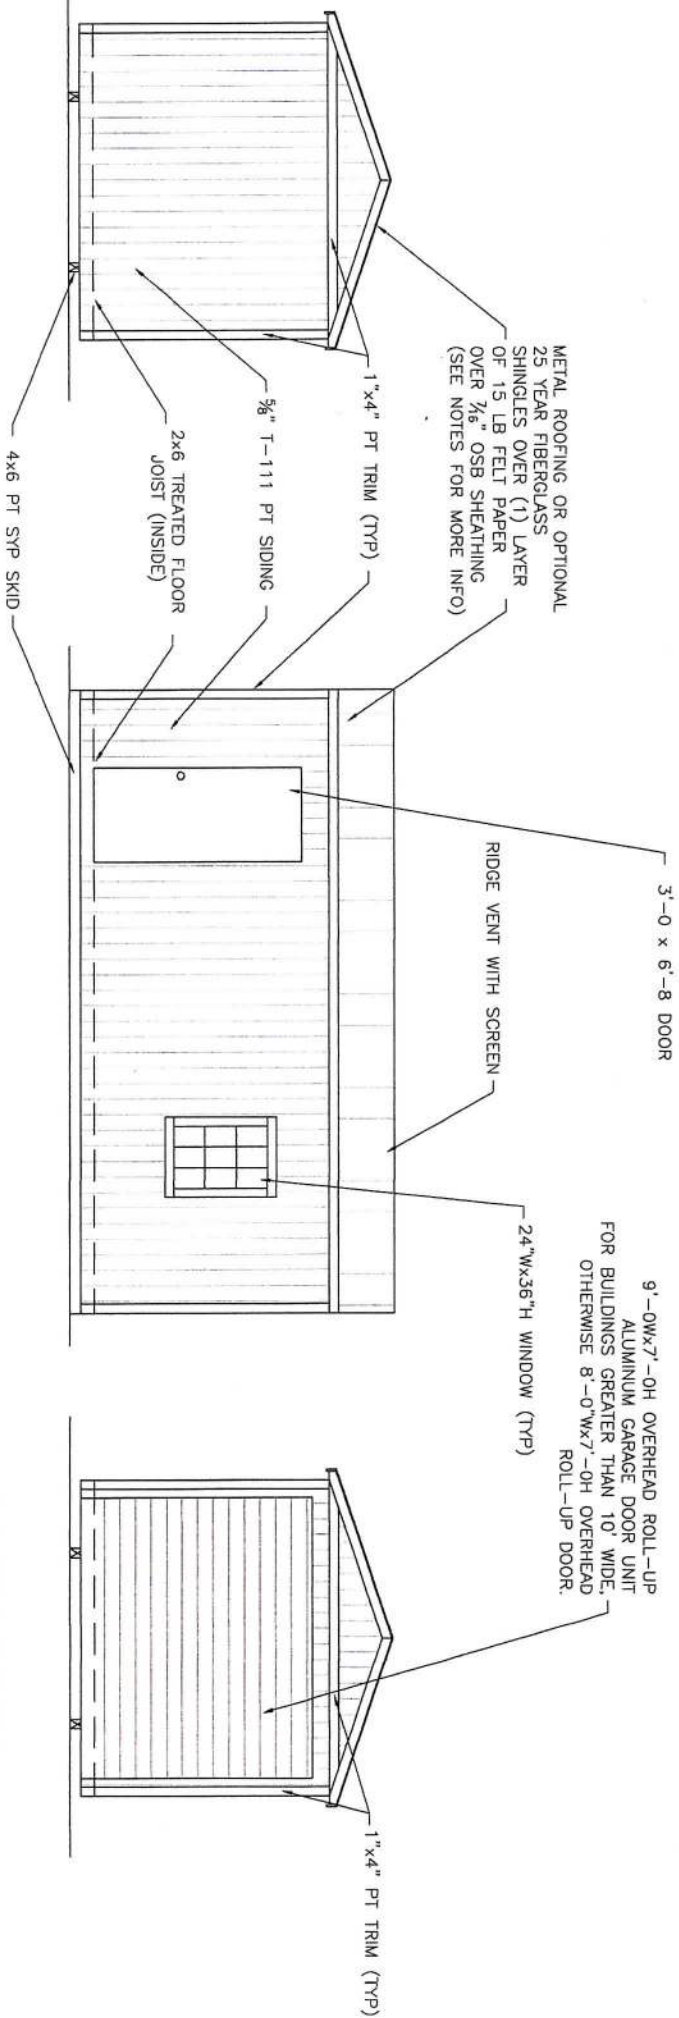 METAL ROOFING OR OPTIONAL
25 YEAR FIBERGLASS
SHINGLES OVER (1) LAYER
OF 15 LB FELT PAPER
OVER 7/16" OSB SHEATHING
(SEE NOTES FOR MORE INFO)
1"x4" PT TRIM (TYP)
5/8" T-111 PT SIDING
2x6 TREATED FLOOR
JOIST (INSIDE)
4x6 PT SYP SKID
3'-0 x 6'-8 DOOR
RIDGE VENT WITH SCREEN
24"Wx36"H WINDOW (TYP)
9'-0Wx7'-0H OVERHEAD ROLL-UP
ALUMINUM GARAGE DOOR UNIT
FOR BUILDINGS GREATER THAN 10' WIDE,
OTHERWISE 8'-0"Wx7'-0H OVERHEAD
ROLL-UP DOOR.
1"x4" PT TRIM (TYP)